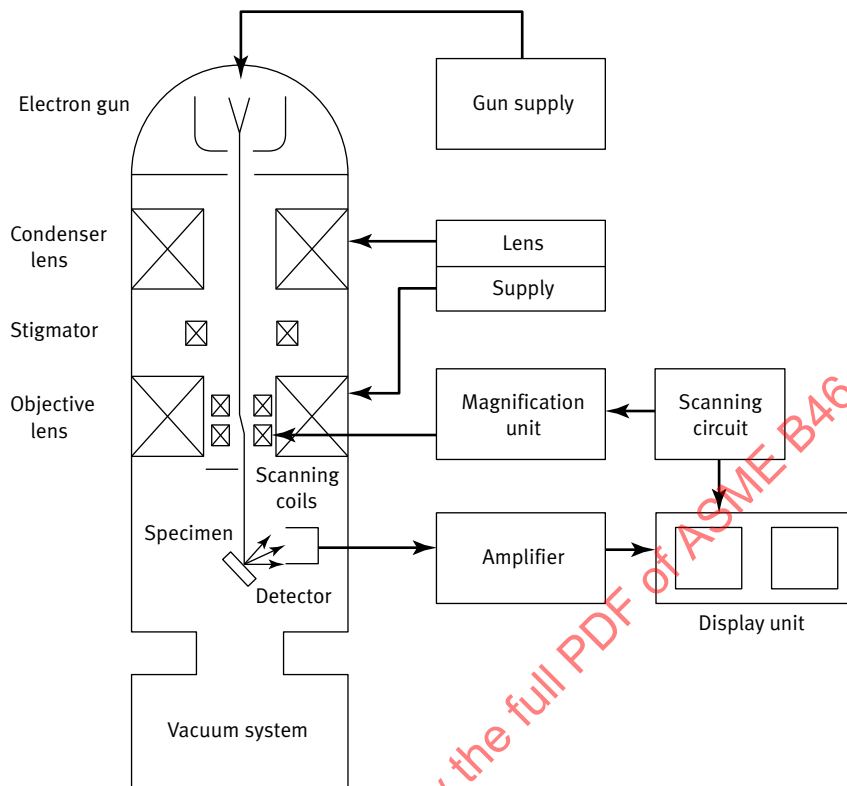 Electron gun
Gun supply
Condenser
lens
Lens
Supply
Stigmator
Objective
lens
Magnification
unit
Scanning
circuit
Scanning
coils
Specimen
Amplifier
Detector
Display unit
Vacuum system
the full PDF of ASME B46